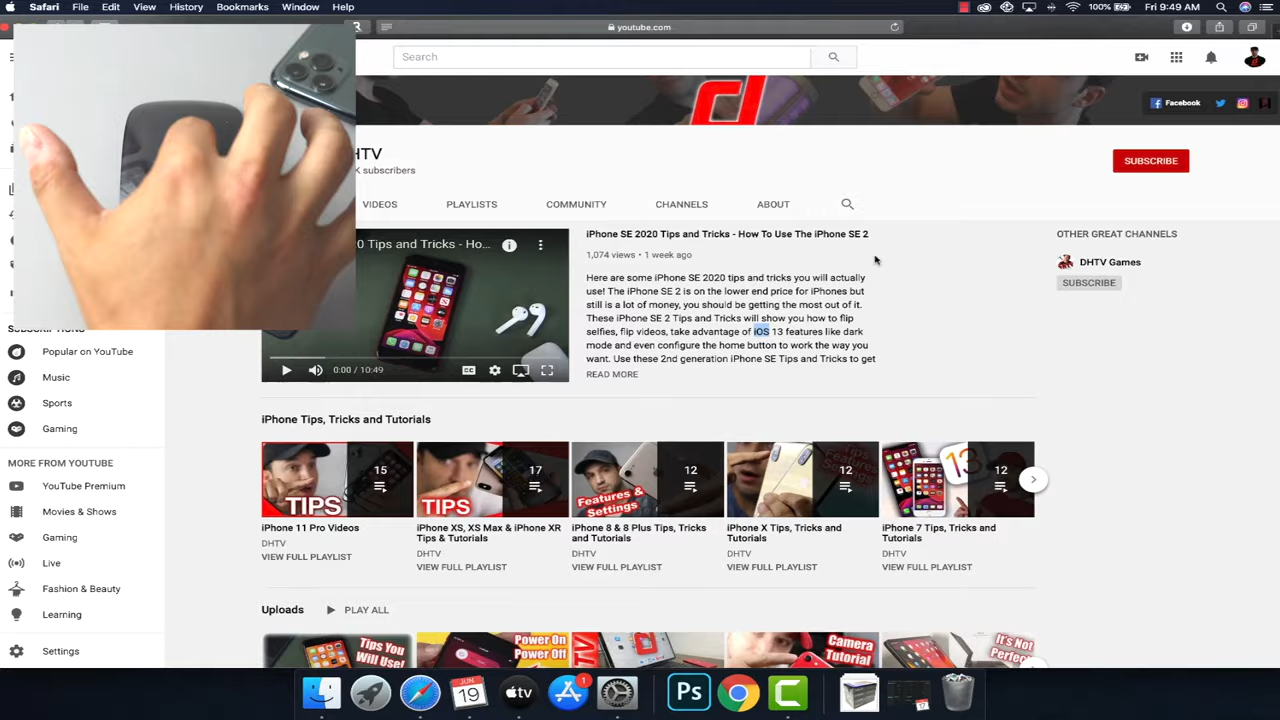 Safari File Edit View History Bookmarks Window Help
100% Fri 9:49 AM
youtube.com
Search
Facebook
HTV
K subscribers
SUBSCRIBE
VIDEOS PLAYLISTS COMMUNITY CHANNELS ABOUT
0 Tips and Tricks - Ho...
0:00 / 10:49
CC
iPhone SE 2020 Tips and Tricks - How To Use The iPhone SE 2
1,074 views • 1 week ago
Here are some iPhone SE 2020 tips and tricks you will actually
use! The iPhone SE 2 is on the lower end price for iPhones but
still is a lot of money, you should be getting the most out of it.
These iPhone SE 2 Tips and Tricks will show you how to flip
selfies, flip videos, take advantage of iOS 13 features like dark
mode and even configure the home button to work the way you
want. Use these 2nd generation iPhone SE Tips and Tricks to get
READ MORE
OTHER GREAT CHANNELS
DHTV Games
SUBSCRIBE
SUBSCRIPTIONS
Popular on YouTube
Music
Sports
Gaming
MORE FROM YOUTUBE
YouTube Premium
Movies & Shows
Gaming
Live
Fashion & Beauty
Learning
Settings
iPhone Tips, Tricks and Tutorials
TIPS
15
iPhone 11 Pro Videos
DHTV
VIEW FULL PLAYLIST
TIPS
17
iPhone XS, XS Max & iPhone XR
Tips & Tutorials
DHTV
VIEW FULL PLAYLIST
Features &
Settings
12
iPhone 8 & 8 Plus Tips, Tricks
and Tutorials
DHTV
VIEW FULL PLAYLIST
12
iPhone X Tips, Tricks and
Tutorials
DHTV
VIEW FULL PLAYLIST
13
12
iPhone 7 Tips, Tricks and
Tutorials
DHTV
VIEW FULL PLAYLIST
Uploads PLAY ALL
Tips You
Will Use!
Power On
Power Off
Camera
Tutorial
It's Not
Perfect
JUN
19
tv
1
Ps
C
17